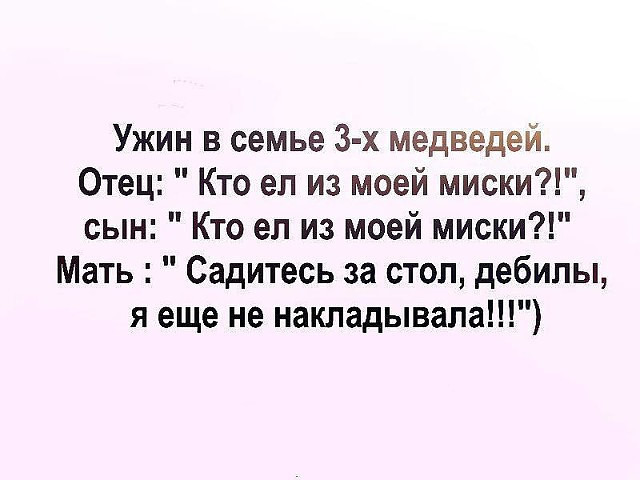 Ужин в семье 3-х медведей.
Отец: " Кто ел из моей миски?!",
сын: " Кто ел из моей миски?!"
Мать : " Садитесь за стол, дебилы,
я еще не накладывала!!!")